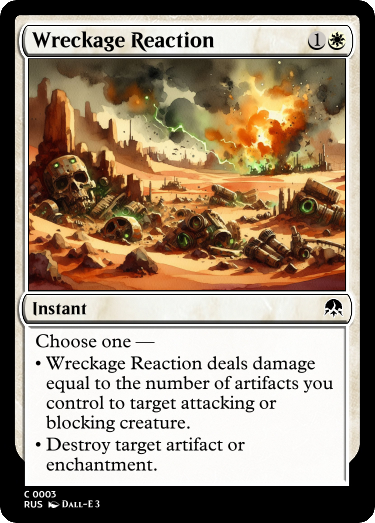 Wreckage Reaction 1
Instant
Choose one —
• Wreckage Reaction deals damage
equal to the number of artifacts you
control to target attacking or
blocking creature.
• Destroy target artifact or
enchantment.
C 0003
RUS DALL-E 3